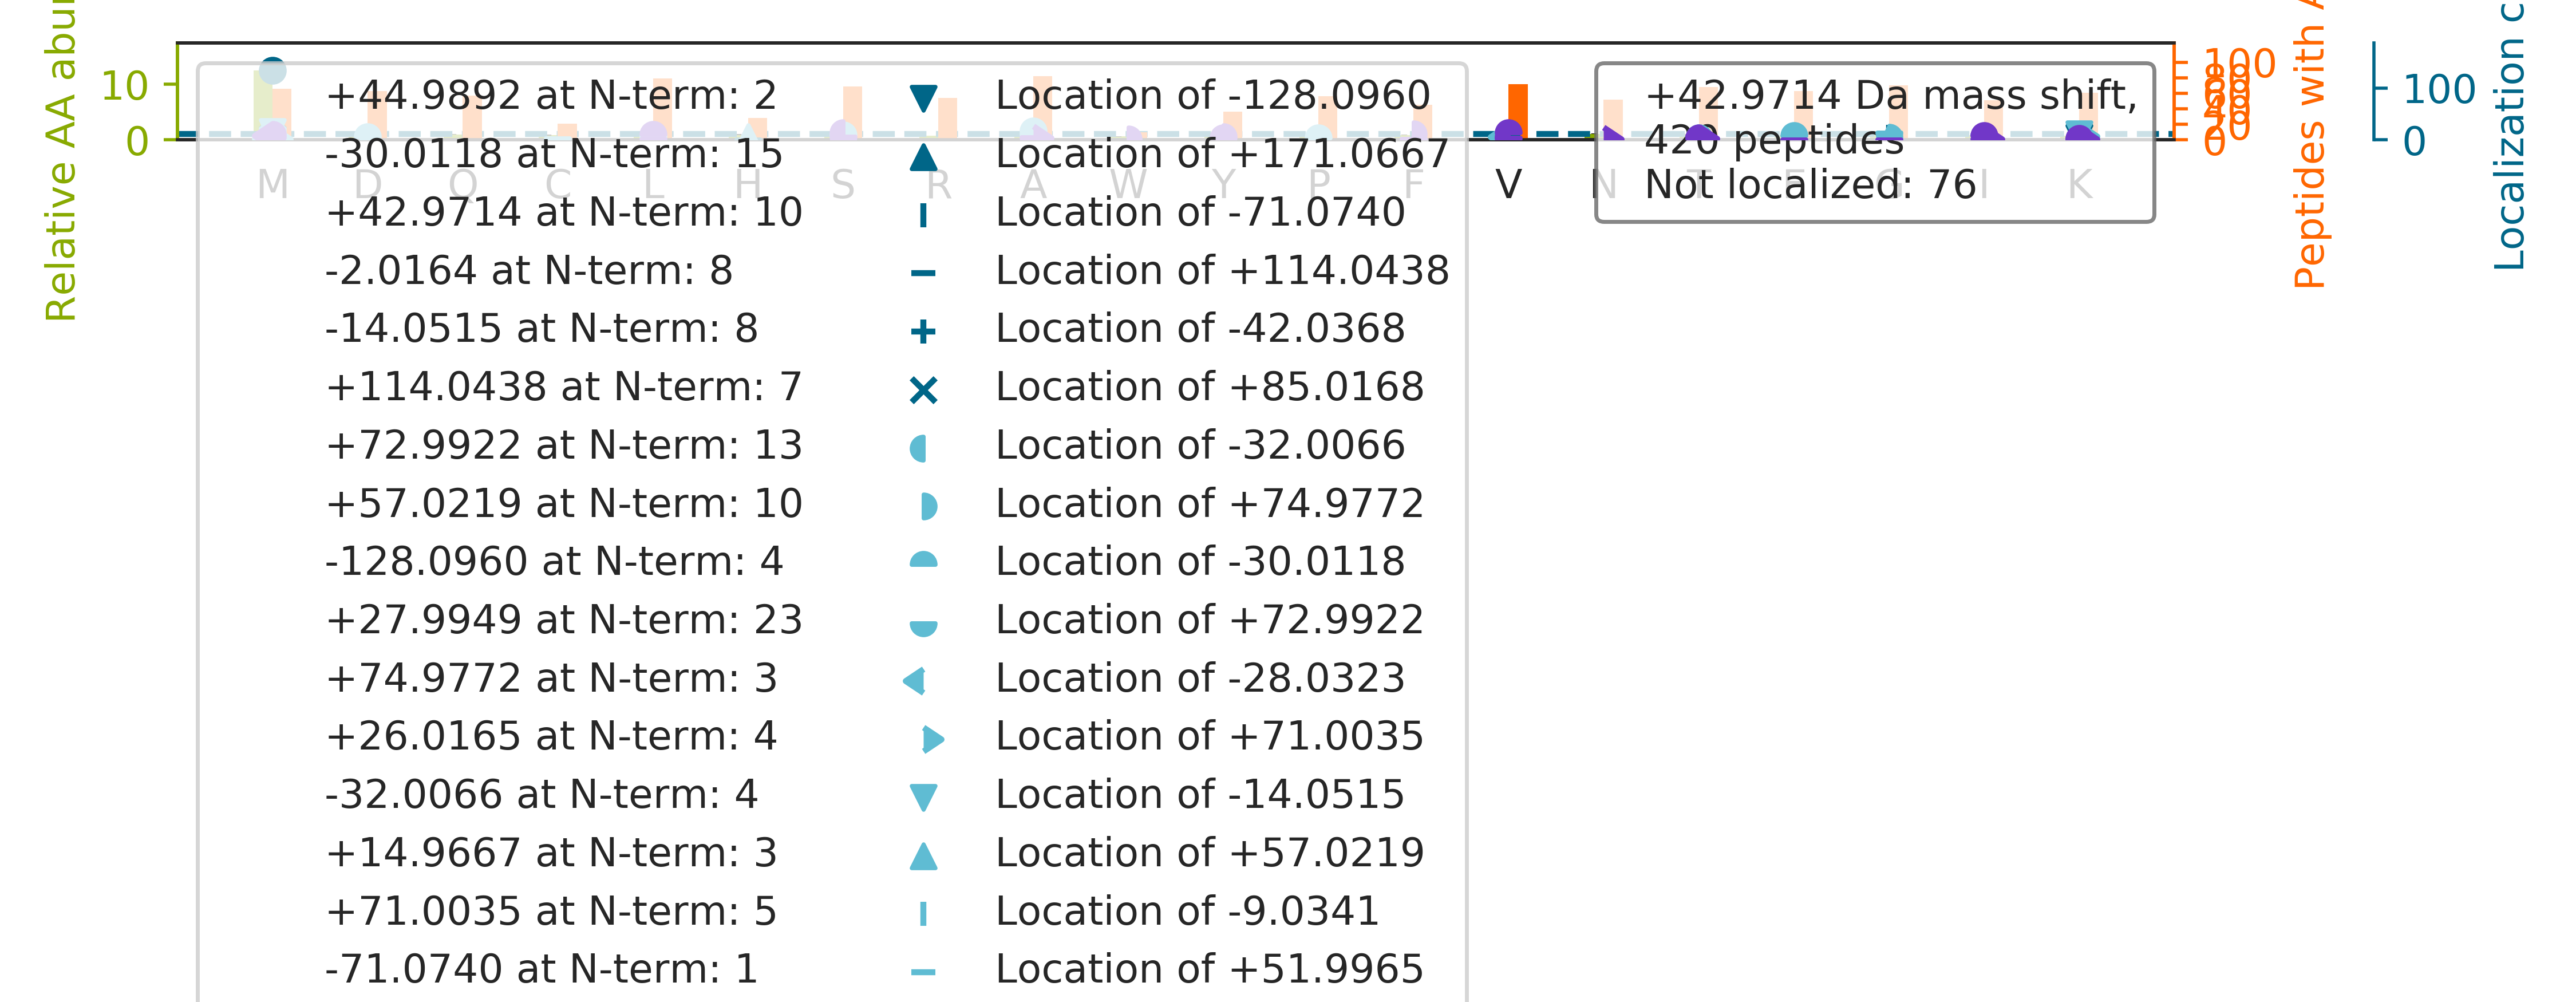 Relative AA abu
10
0
M D Q C L H S R A W Y P F V N T E G I K
+44.9892 at N-term: 2
-30.0118 at N-term: 15
+42.9714 at N-term: 10
-2.0164 at N-term: 8
-14.0515 at N-term: 8
+114.0438 at N-term: 7
+72.9922 at N-term: 13
+57.0219 at N-term: 10
-128.0960 at N-term: 4
+27.9949 at N-term: 23
+74.9772 at N-term: 3
+26.0165 at N-term: 4
-32.0066 at N-term: 4
+14.9667 at N-term: 3
+71.0035 at N-term: 5
-71.0740 at N-term: 1
Location of -128.0960
Location of +171.0667
Location of -71.0740
Location of +114.0438
Location of -42.0368
Location of +85.0168
Location of -32.0066
Location of +74.9772
Location of -30.0118
Location of +72.9922
Location of -28.0323
Location of +71.0035
Location of -14.0515
Location of +57.0219
Location of -9.0341
Location of +51.9965
+42.9714 Da mass shift,
420 peptides
Not localized: 76
100
80
60
40
20
0
Peptides with A
100
0
Localization c